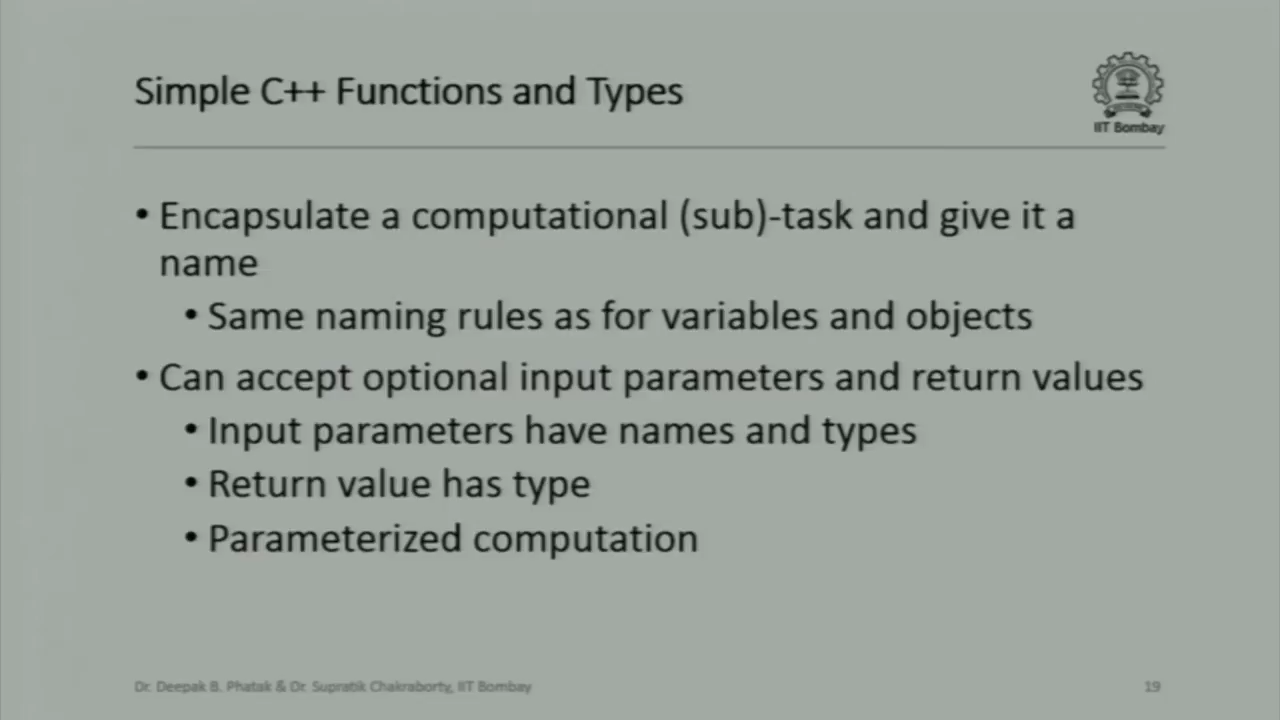 Simple C++ Functions and Types
IIT Bombay
• Encapsulate a computational (sub)-task and give it a
name
• Same naming rules as for variables and objects
• Can accept optional input parameters and return values
• Input parameters have names and types
• Return value has type
• Parameterized computation
Dr. Deepak B. Phatak & Dr. Supratik Chakraborty, IIT Bombay
19